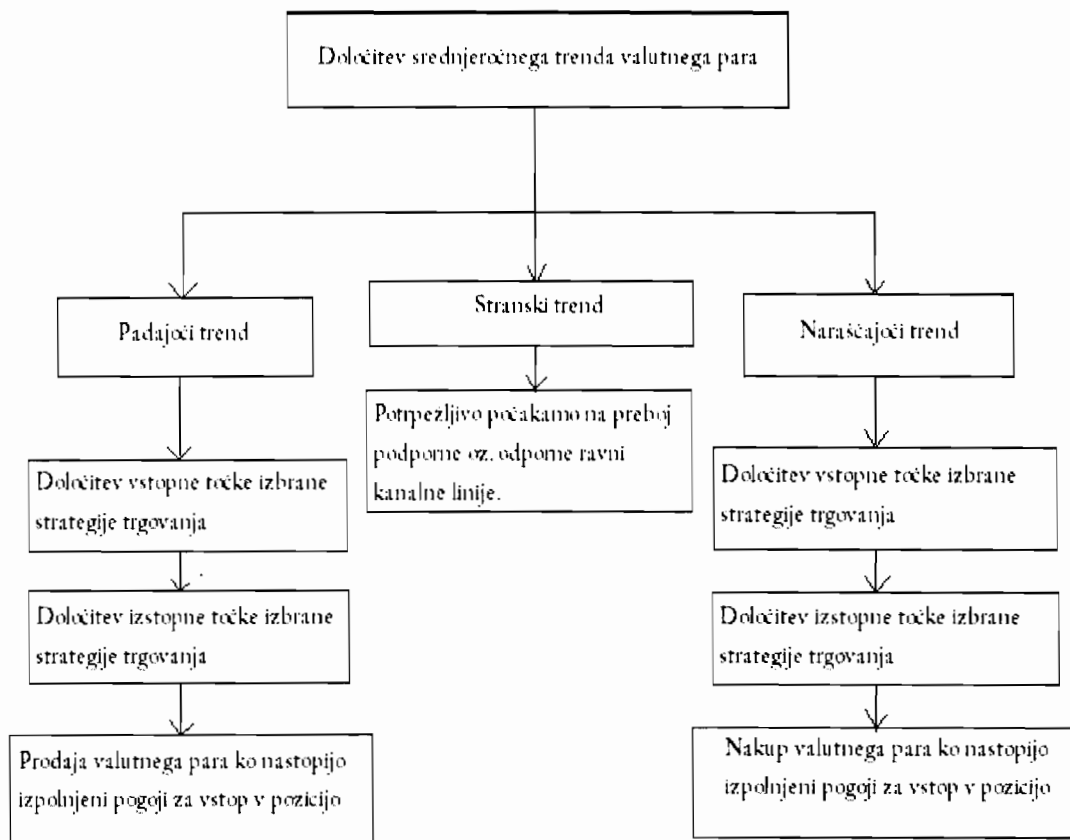 Določitev srednjeročnega trenda valutnega para
Padajoči trend
Stranski trend
Naraščajoči trend
Potrpežljivo počakamo na preboj
podporne oz. odporne ravni
kanalne linije.
Določitev vstopne točke izbrane
strategije trgovanja
Določitev vstopne točke izbrane
strategije trgovanja
Določitev izstopne točke izbrane
strategije trgovanja
Določitev izstopne točke izbrane
strategije trgovanja
Prodaja valutnega para ko nastopijo
izpolnjeni pogoji za vstop v pozicijo
Nakup valutnega para ko nastopijo
izpolnjeni pogoji za vstop v pozicijo